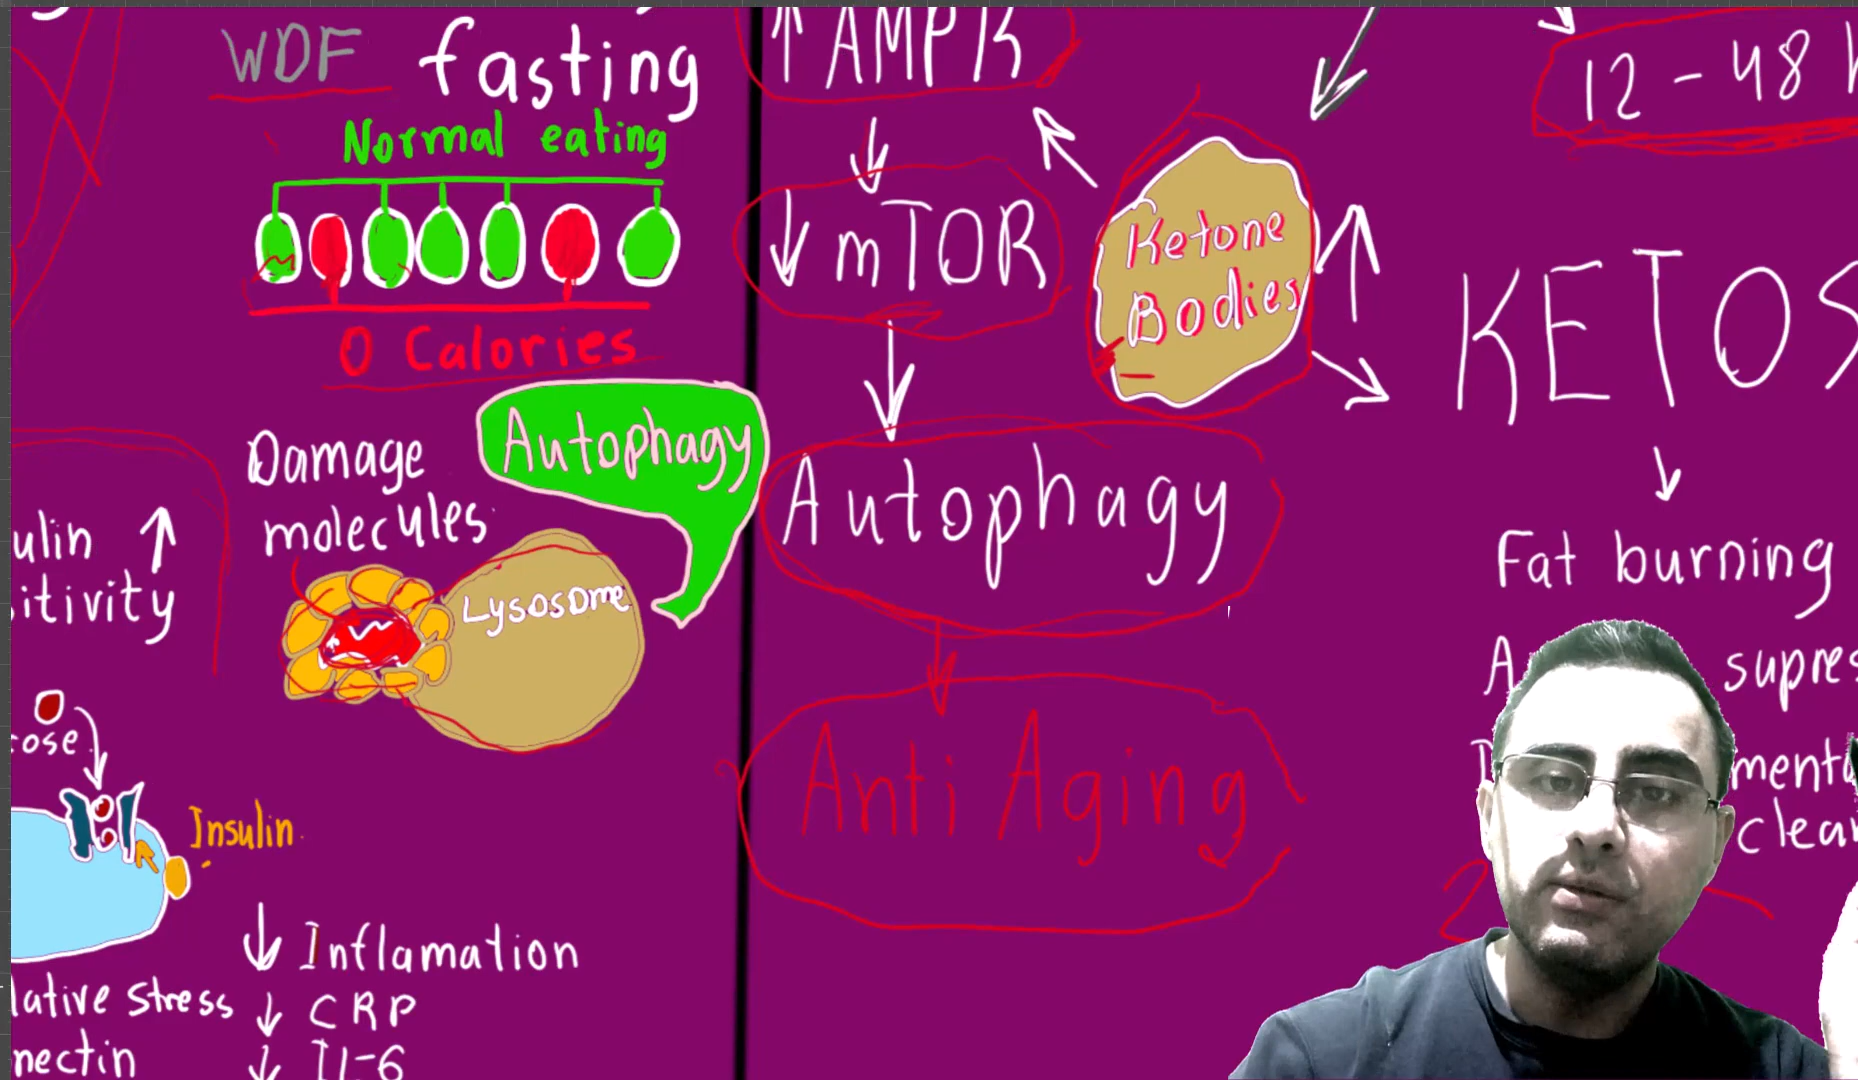 WDF fasting
Normal eating
0 Calories
Damage
molecules
Autophagy
Lysosome
ulin ↑
itivity
ose
Insulin
↓ Inflamation
lative stress
↓ CRP
nectin
↓ Il-6
↑ AMPK
↓ mTOR
Autophagy
Anti Aging
Ketone
Bodies
12-48
KETOS
Fat burning
supres
menta
clear